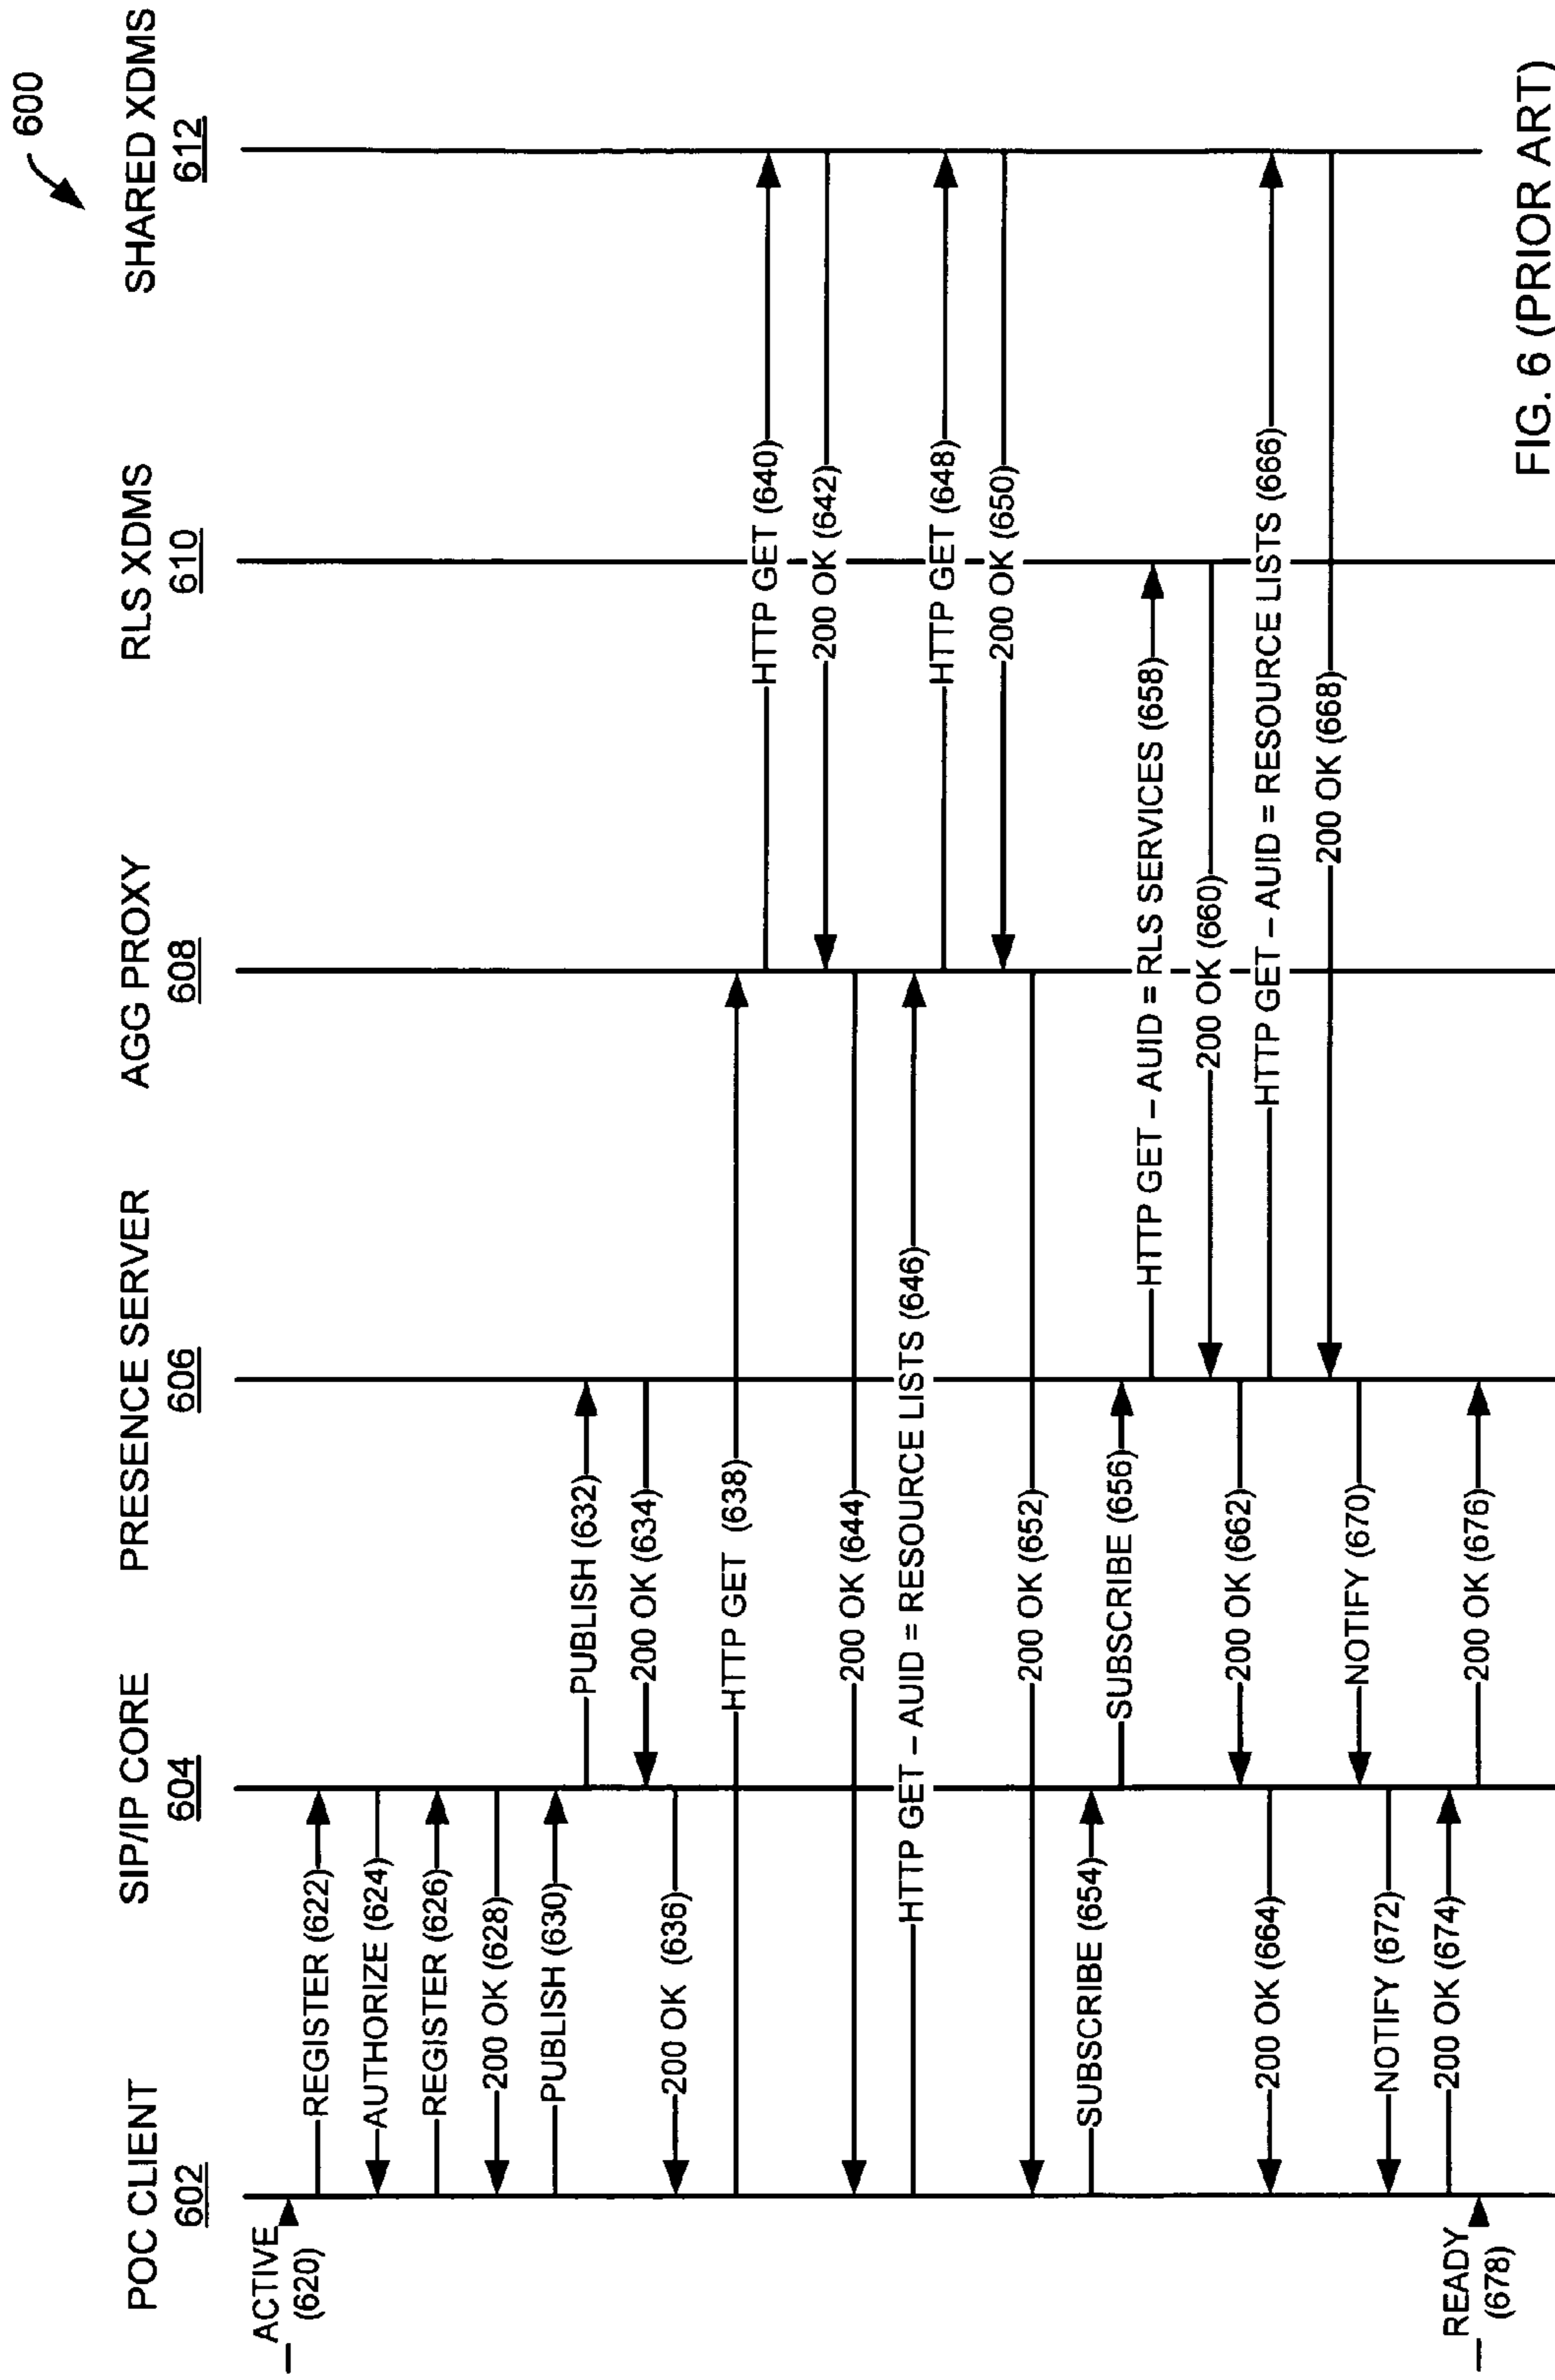 600
POC CLIENT
602
SIP/IP CORE
604
PRESENCE SERVER
606
AGG PROXY
608
RLS XDMS
610
SHARED XDMS
612
ACTIVE
(620)
REGISTER (622)
AUTHORIZE (624)
REGISTER (626)
200 OK (628)
PUBLISH (630)
PUBLISH (632)
200 OK (634)
200 OK (636)
HTTP GET (638)
HTTP GET (640)
200 OK (642)
200 OK (644)
HTTP GET – AUID = RESOURCE LISTS (646)
HTTP GET (648)
200 OK (650)
200 OK (652)
SUBSCRIBE (654)
SUBSCRIBE (656)
HTTP GET – AUID = RLS SERVICES (658)
200 OK (660)
200 OK (662)
200 OK (664)
HTTP GET – AUID = RESOURCE LISTS (666)
200 OK (668)
NOTIFY (670)
NOTIFY (672)
200 OK (674)
200 OK (676)
READY
(678)
FIG. 6 (PRIOR ART)